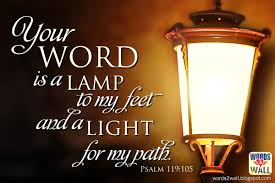 Your
WORD
is a LAMP
to my feet
and a LIGHT
for my path.
PSALM 119:105
WORDS
2
WALL
words2wall.blogspot.com